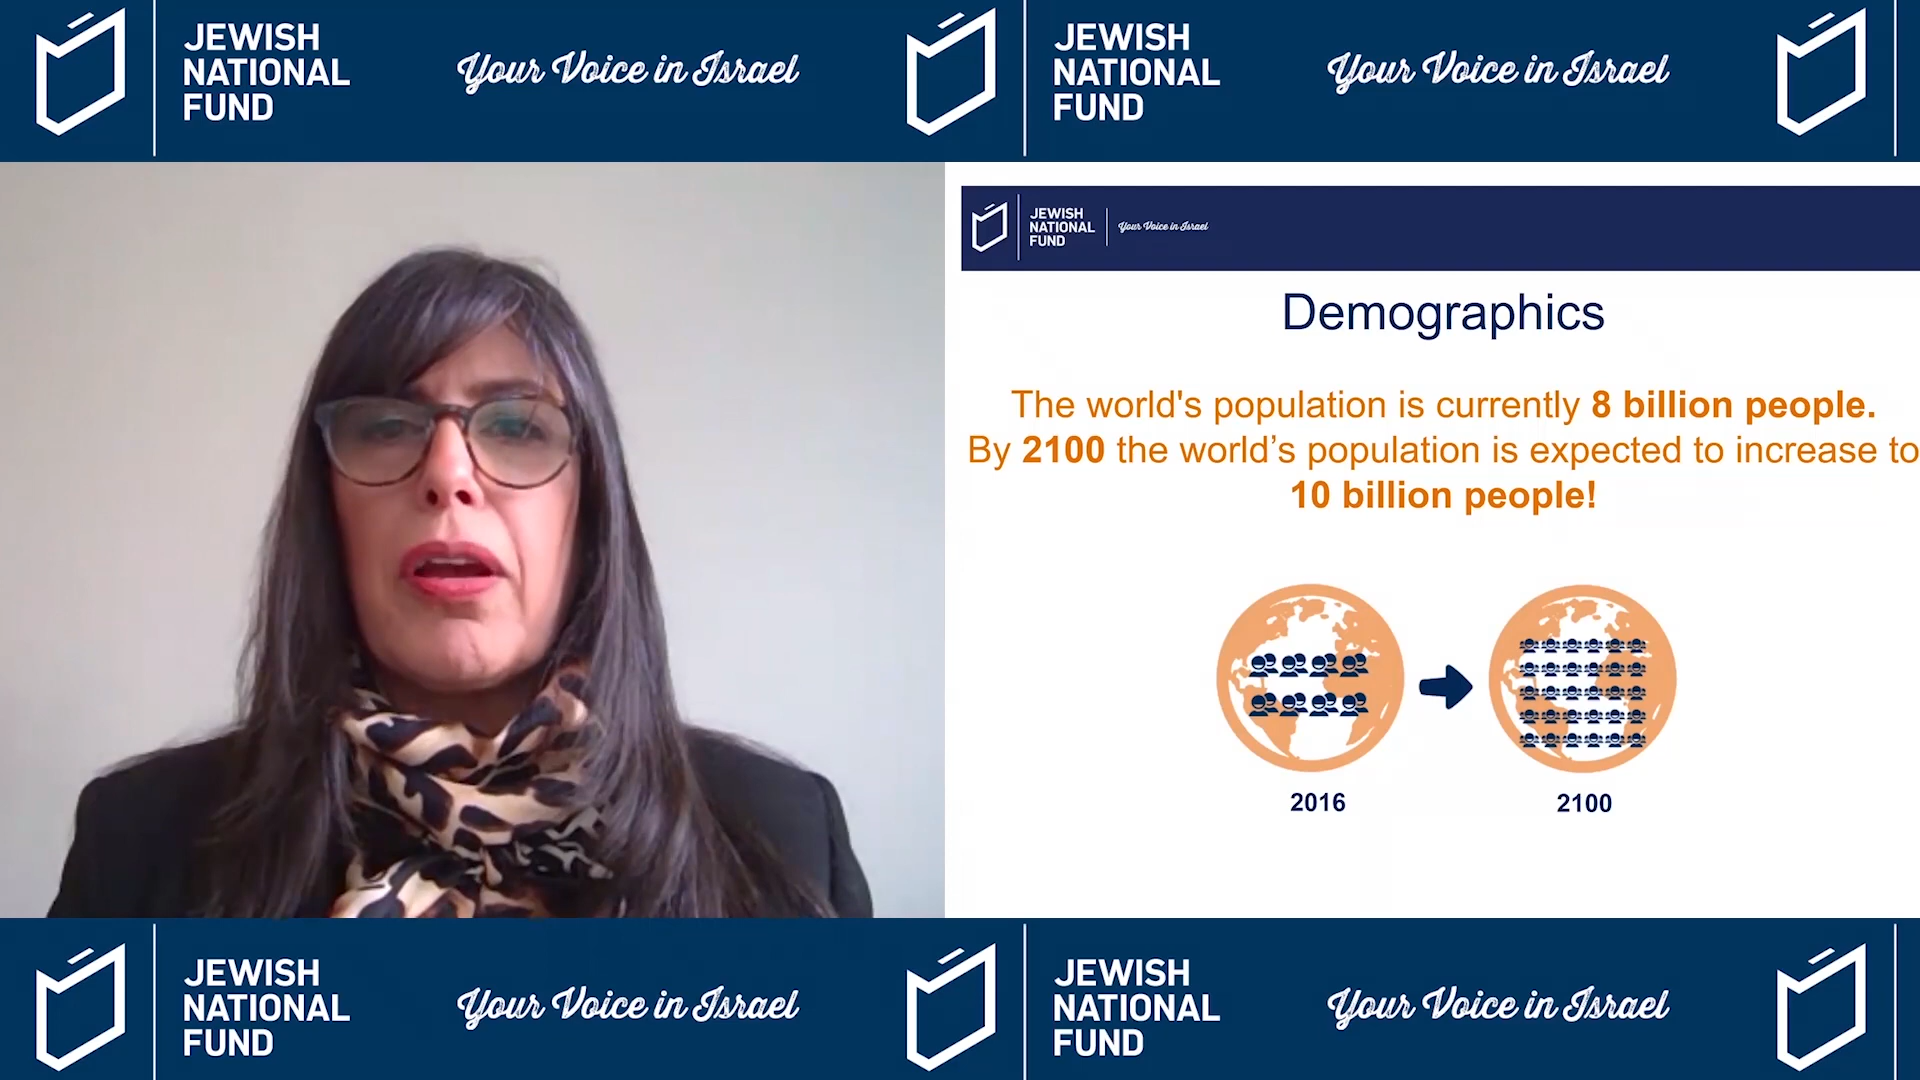 JEWISH
NATIONAL
FUND
Your Voice in Israel
JEWISH
NATIONAL
FUND
Your Voice in Israel
JEWISH
NATIONAL
FUND
Your Voice in Israel
Demographics
The world's population is currently 8 billion people.
By 2100 the world’s population is expected to increase to
10 billion people!
2016
2100
JEWISH
NATIONAL
FUND
Your Voice in Israel
JEWISH
NATIONAL
FUND
Your Voice in Israel